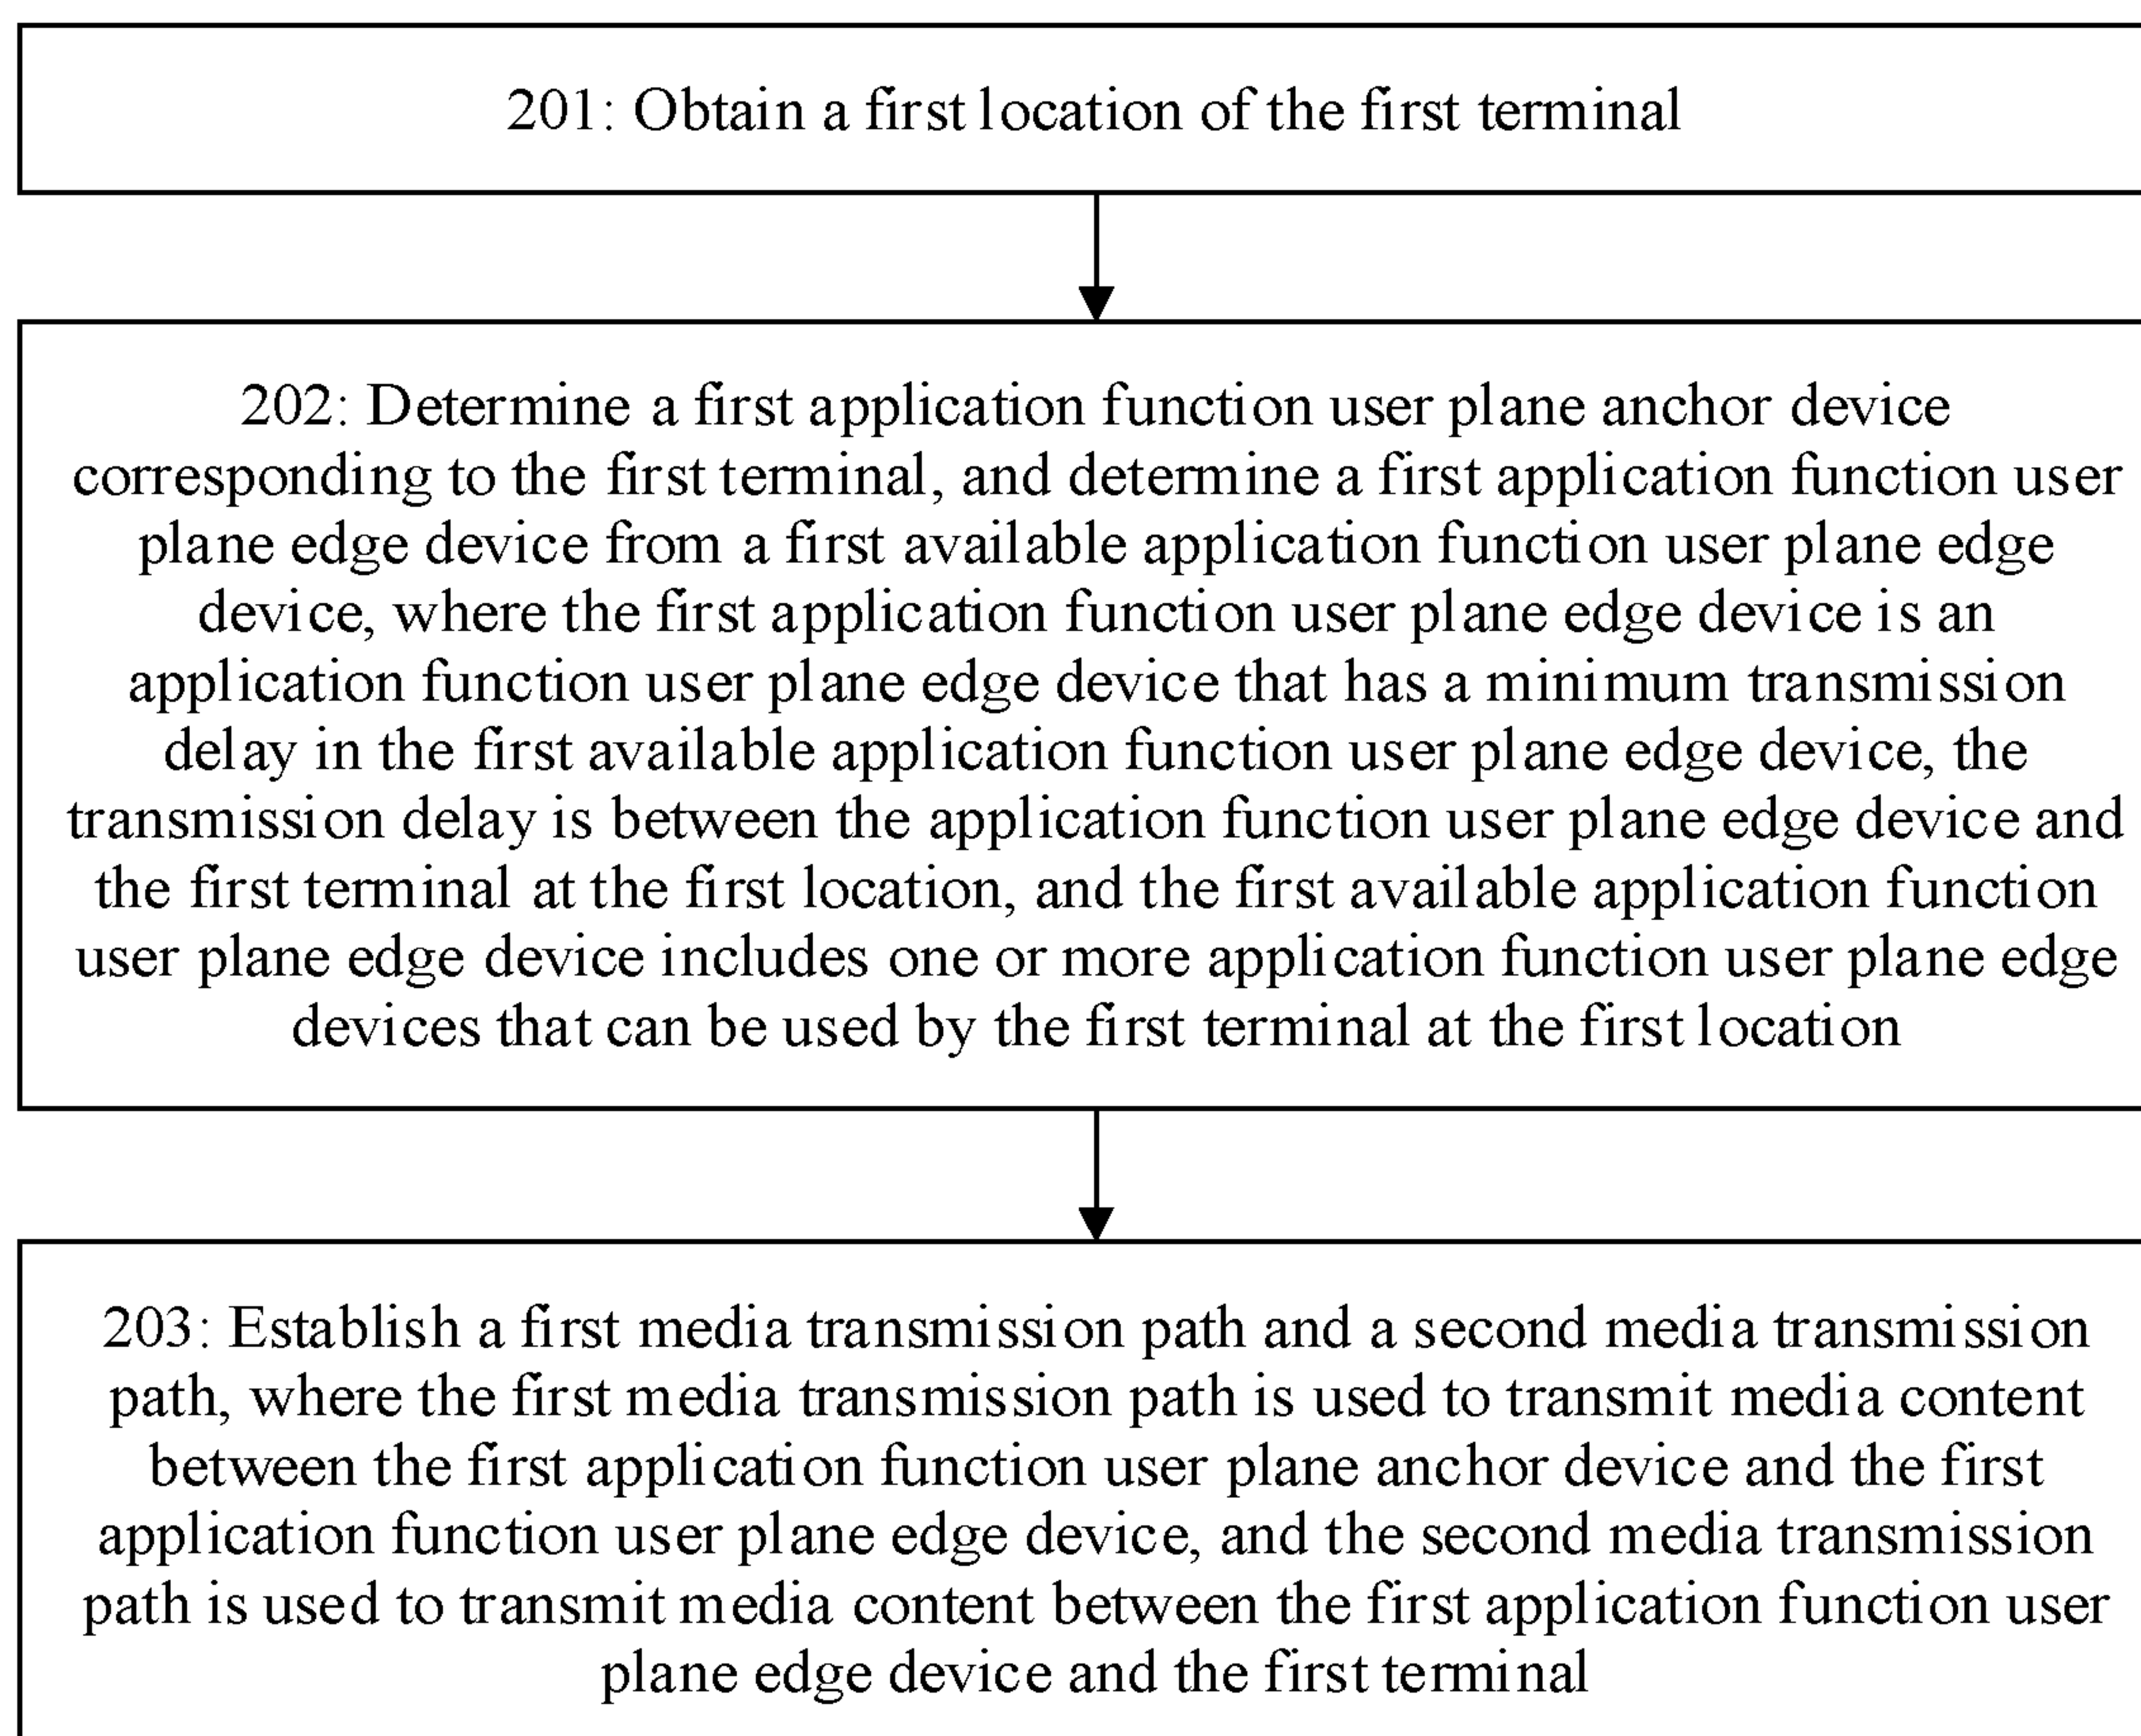 201: Obtain a first location of the first terminal
202: Determine a first application function user plane anchor device
corresponding to the first terminal, and determine a first application function user
plane edge device from a first available application function user plane edge
device, where the first application function user plane edge device is an
application function user plane edge device that has a minimum transmission
delay in the first available application function user plane edge device, the
transmission delay is between the application function user plane edge device and
the first terminal at the first location, and the first available application function
user plane edge device includes one or more application function user plane edge
devices that can be used by the first terminal at the first location
203: Establish a first media transmission path and a second media transmission
path, where the first media transmission path is used to transmit media content
between the first application function user plane anchor device and the first
application function user plane edge device, and the second media transmission
path is used to transmit media content between the first application function user
plane edge device and the first terminal